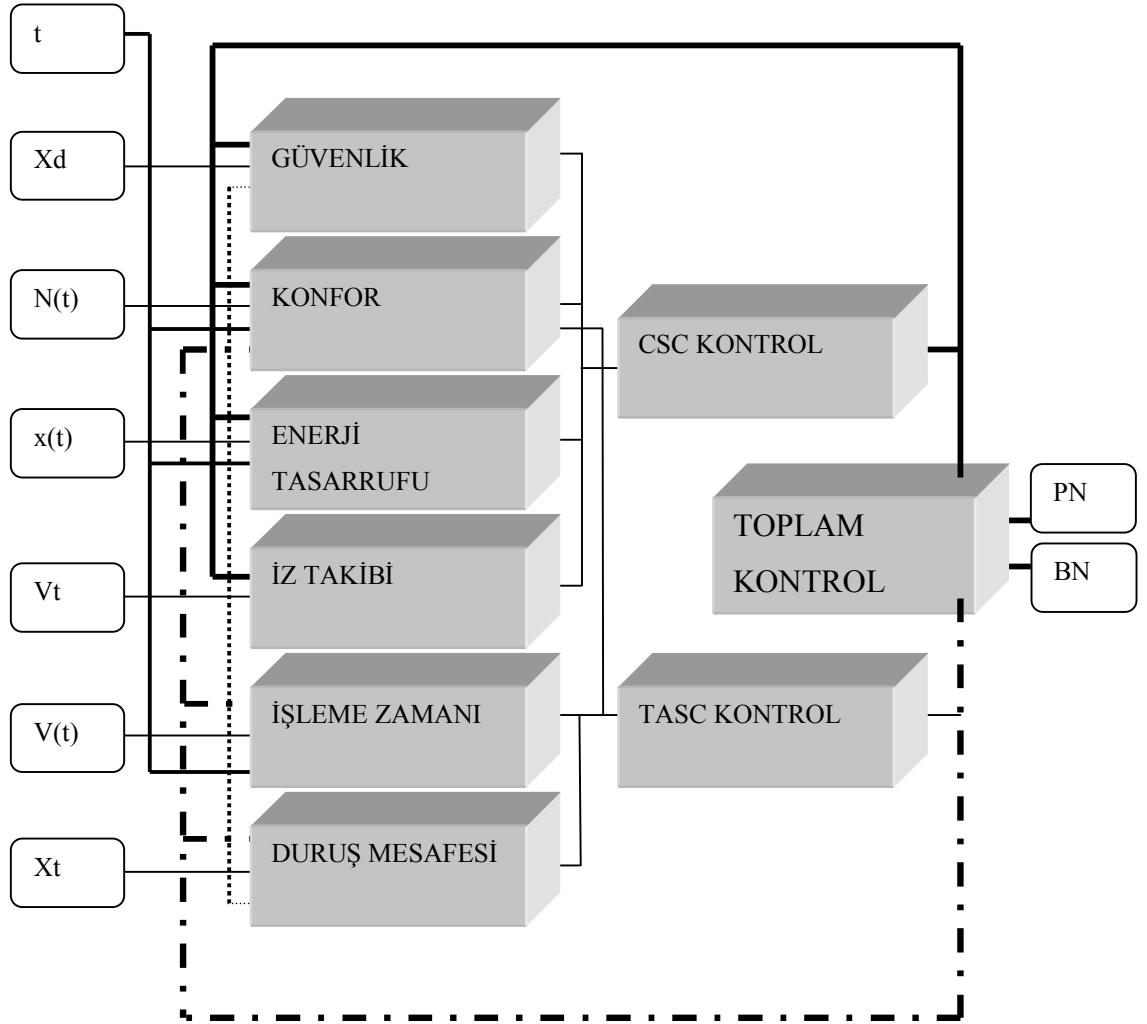 t
Xd
N(t)
x(t)
Vt
V(t)
Xt
GÜVENLİK
KONFOR
ENERJİ
TASARRUFU
İZ TAKİBİ
İŞLEME ZAMANI
DURUŞ MESAFESİ
CSC KONTROL
TASC KONTROL
TOPLAM
KONTROL
PN
BN